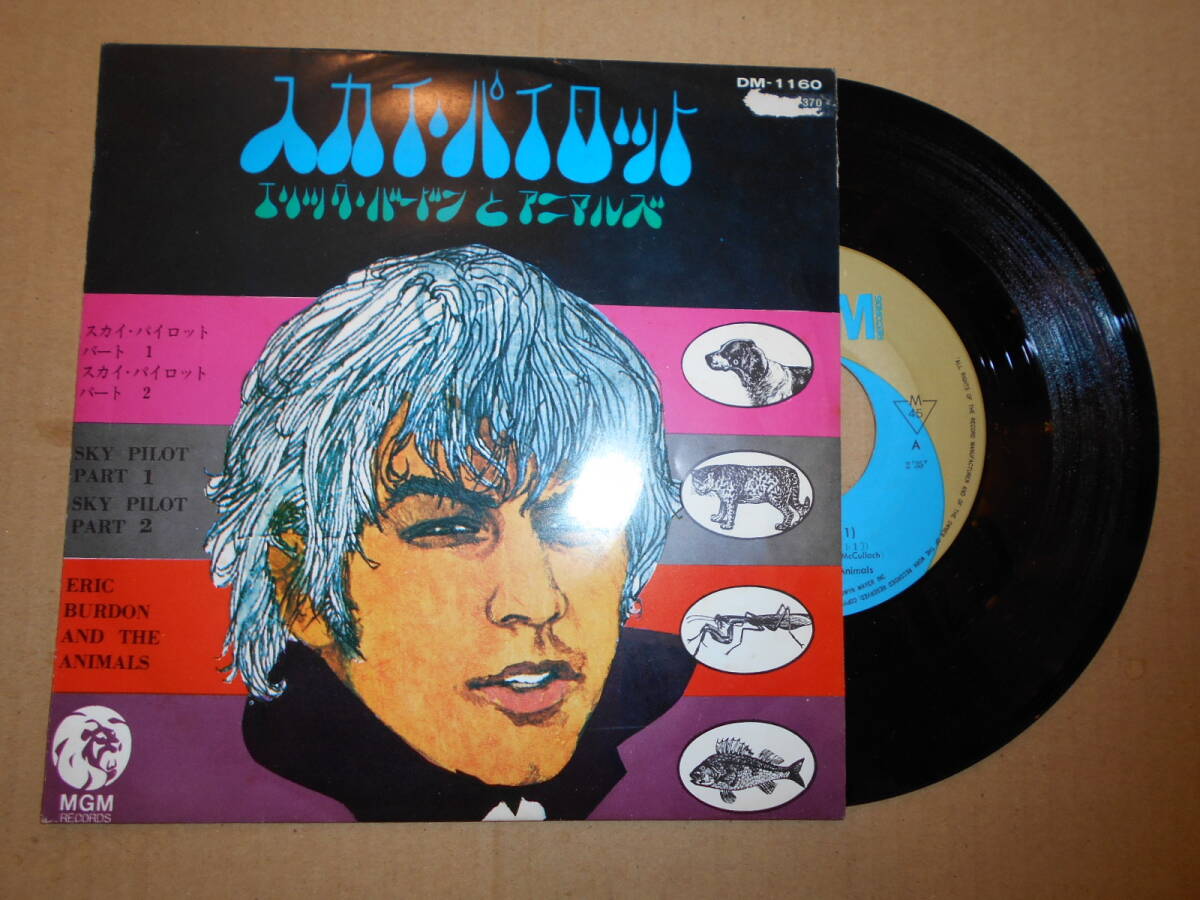 DM-1160
370
スカイ・パイロット
エリック・バードン と アニマルズ
スカイ・パイロット
パート 1
スカイ・パイロット
パート 2
SKY PILOT
PART 1
SKY PILOT
PART 2
ERIC
BURDON
AND THE
ANIMALS
MGM
RECORDS
M
RECORDS
M
45
A
1)
McCulloch)
Animals